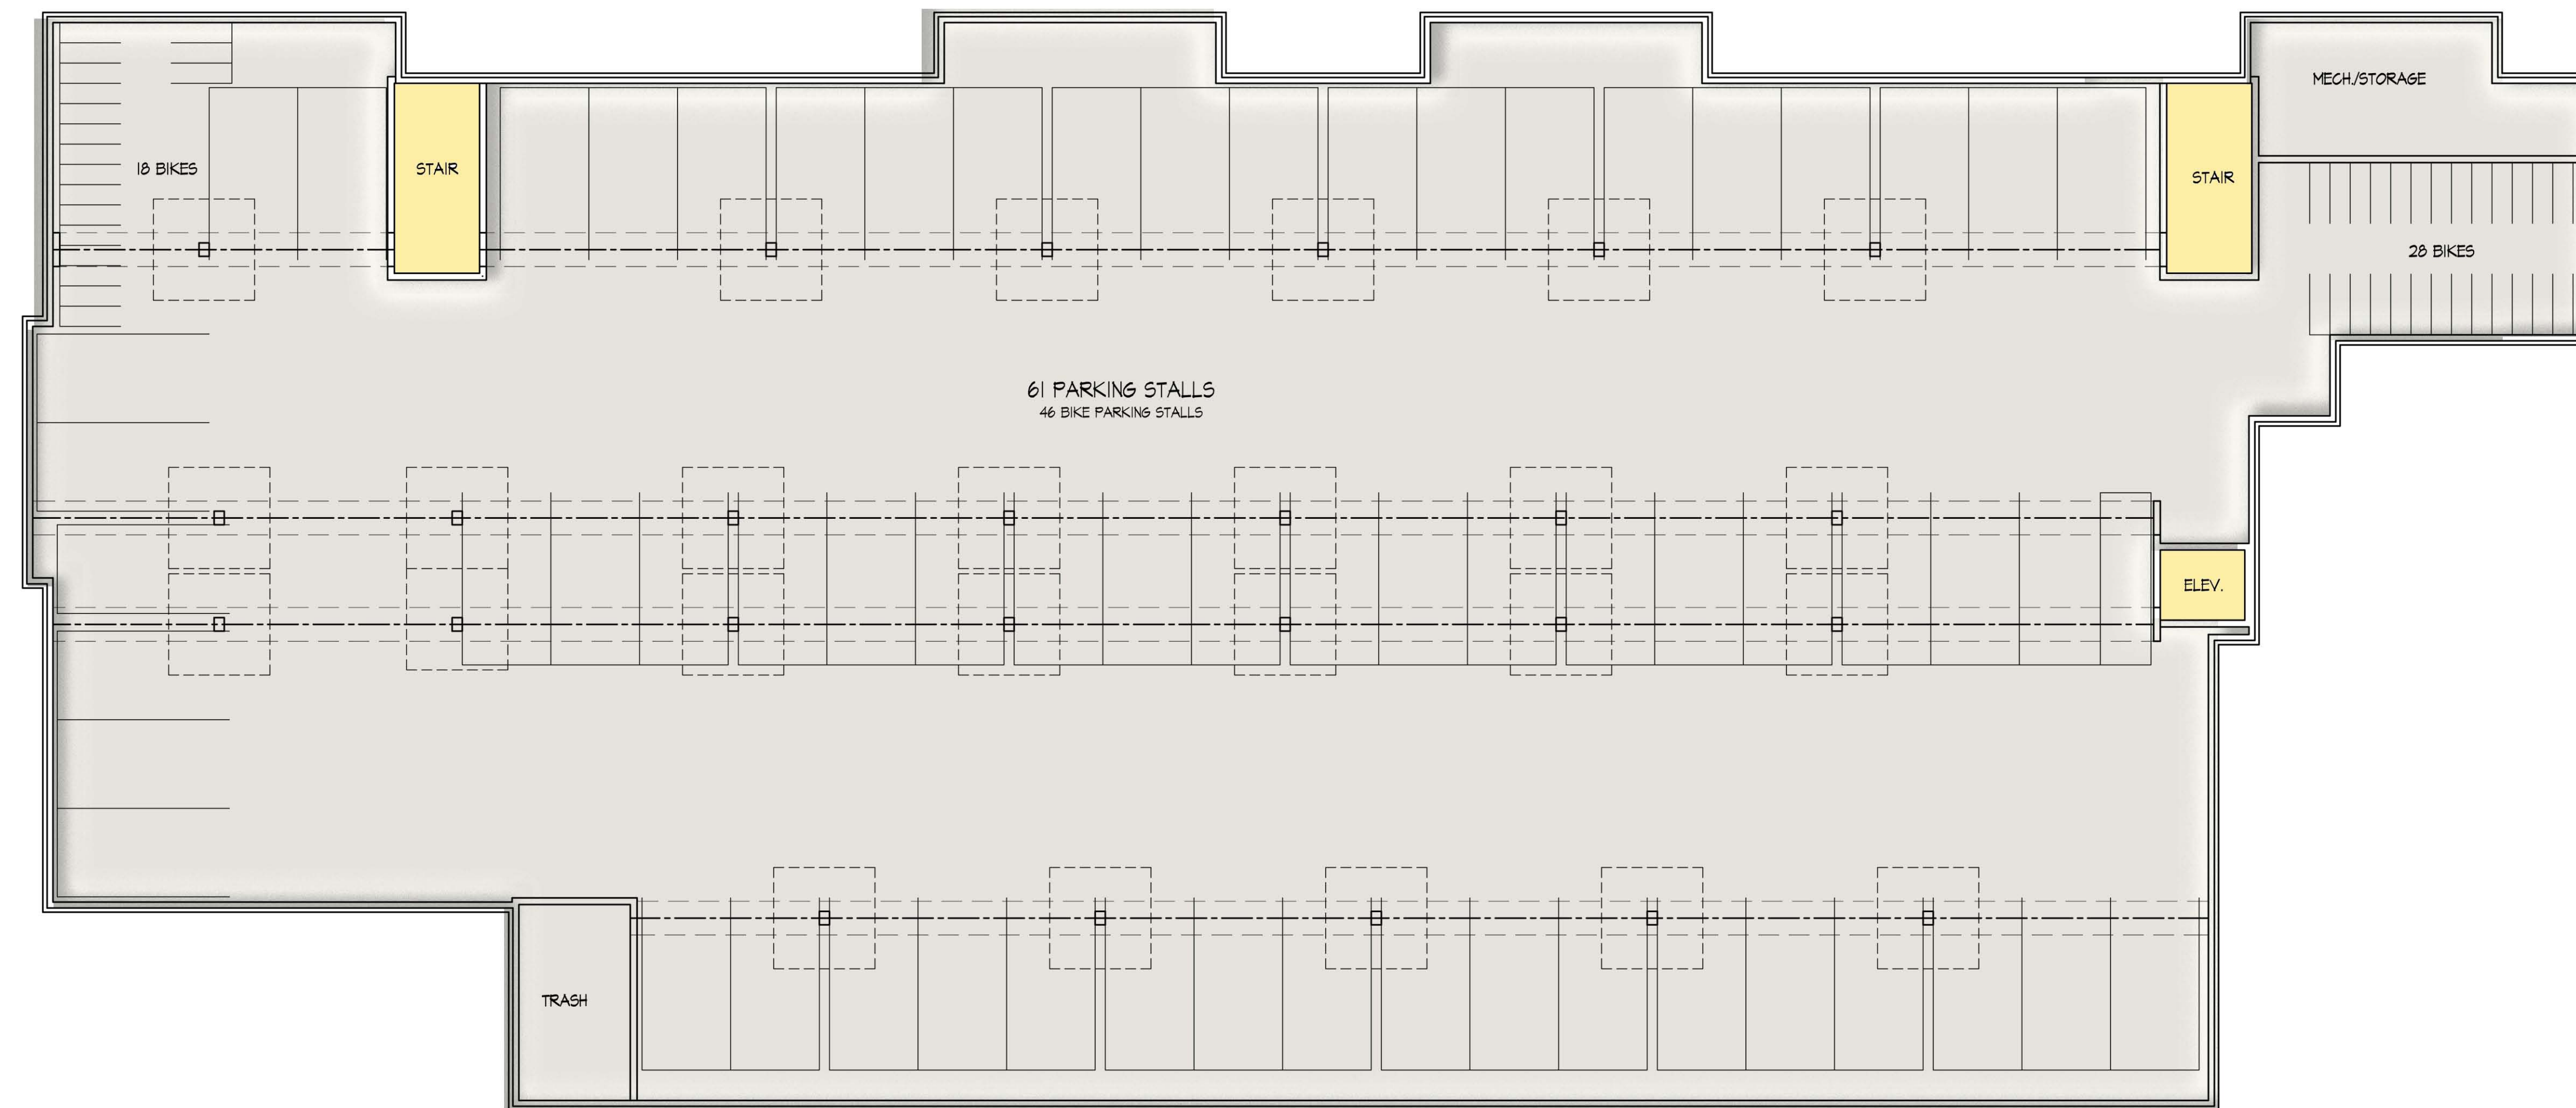 MECH./STORAGE
18 BIKES
STAIR
STAIR
28 BIKES
61 PARKING STALLS
46 BIKE PARKING STALLS
ELEV.
TRASH